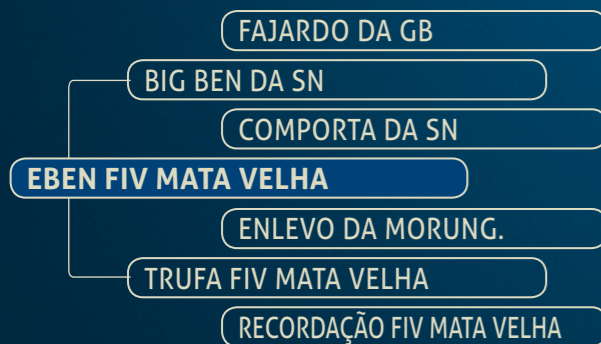 FAJARDO DA GB
BIG BEN DA SN
COMPORTA DA SN
EBEN FIV MATA VELHA
ENLEVO DA MORUNG.
TRUFA FIV MATA VELHA
RECORDAÇÃO FIV MATA VELHA